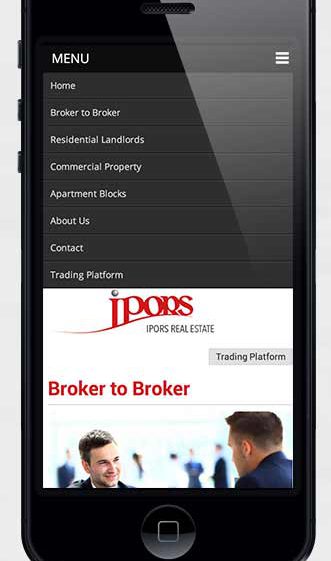 MENU
Home
Broker to Broker
Residential Landlords
Commercial Property
Apartment Blocks
About Us
Contact
Trading Platform
ipors
IPORS REAL ESTATE
Trading Platform
Broker to Broker